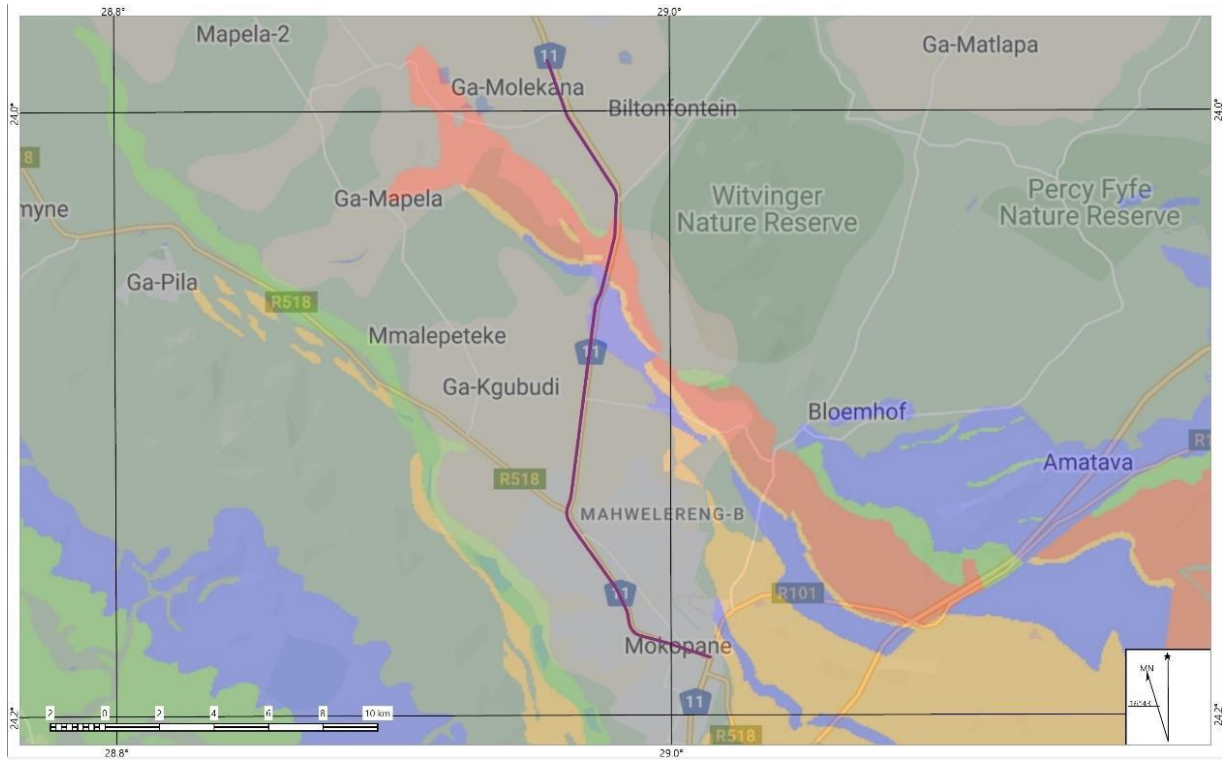 28.8°
29.0°
Mapela-2
11
Ga-Matlapa
Ga-Molekana
Biltonfontein
24.0°
24.0°
8
Ga-Mapela
Witvinger
Nature Reserve
Percy Fyfe
Nature Reserve
myne
Ga-Pila
R518
Mmalepeteke
11
Ga-Kgubudi
Bloemhof
R1
Amatava
R518
MAHWELERENG-B
11
R101
Mokopane
MN
11
2
0
2
4
6
8
10 km
24.2°
24.2°
R518
28.8°
29.0°